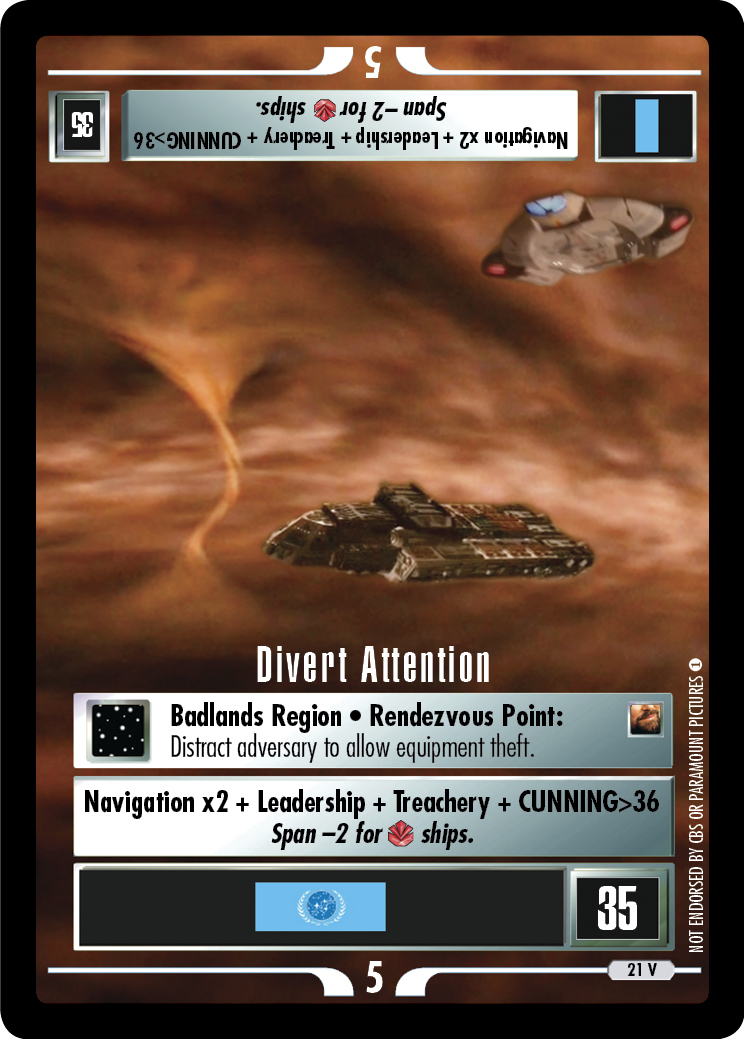 5
35
Navigation x2 + Leadership + Treachery + CUNNING>36
Span –2 for ships.
Divert Attention
Badlands Region • Rendezvous Point:
Distract adversary to allow equipment theft.
Navigation x2 + Leadership + Treachery + CUNNING>36
Span –2 for ships.
35
5
21 V
NOT ENDORSED BY CBS OR PARAMOUNT PICTURES 1